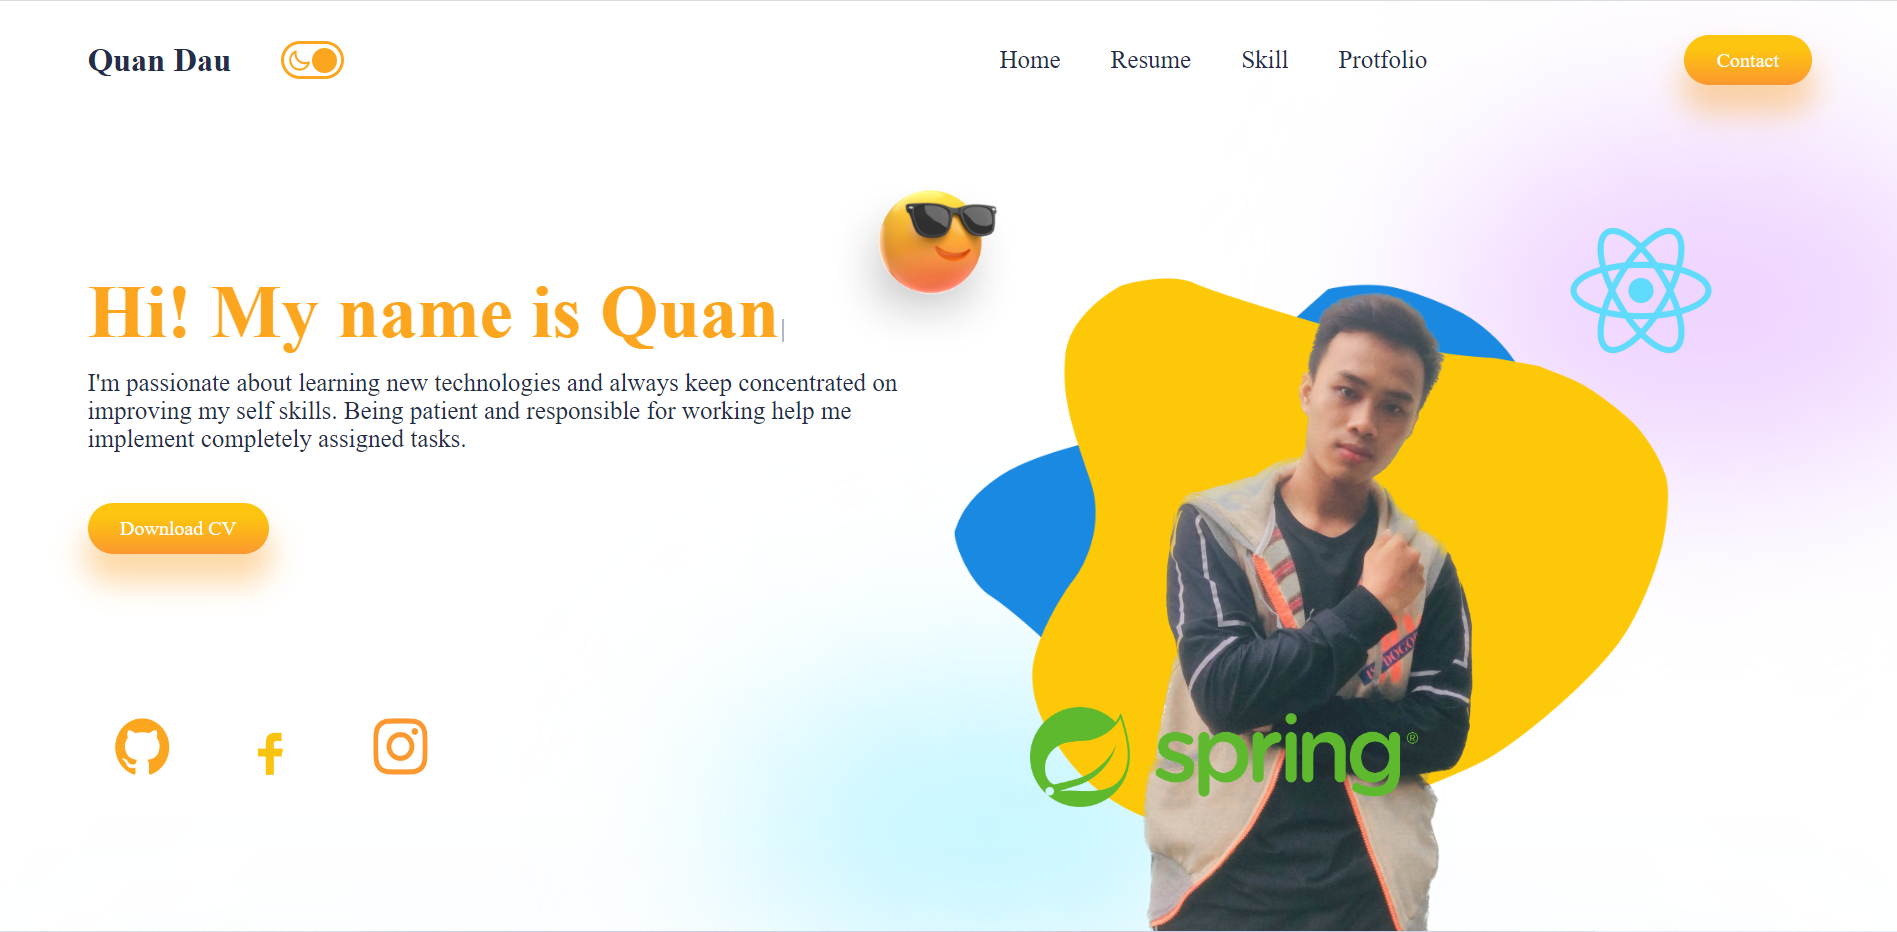 Quan Dau
Home Resume Skill Protfolio
Contact
Hi! My name is Quan
I'm passionate about learning new technologies and always keep concentrated on
improving my self skills. Being patient and responsible for working help me
implement completely assigned tasks.
Download CV
spring®